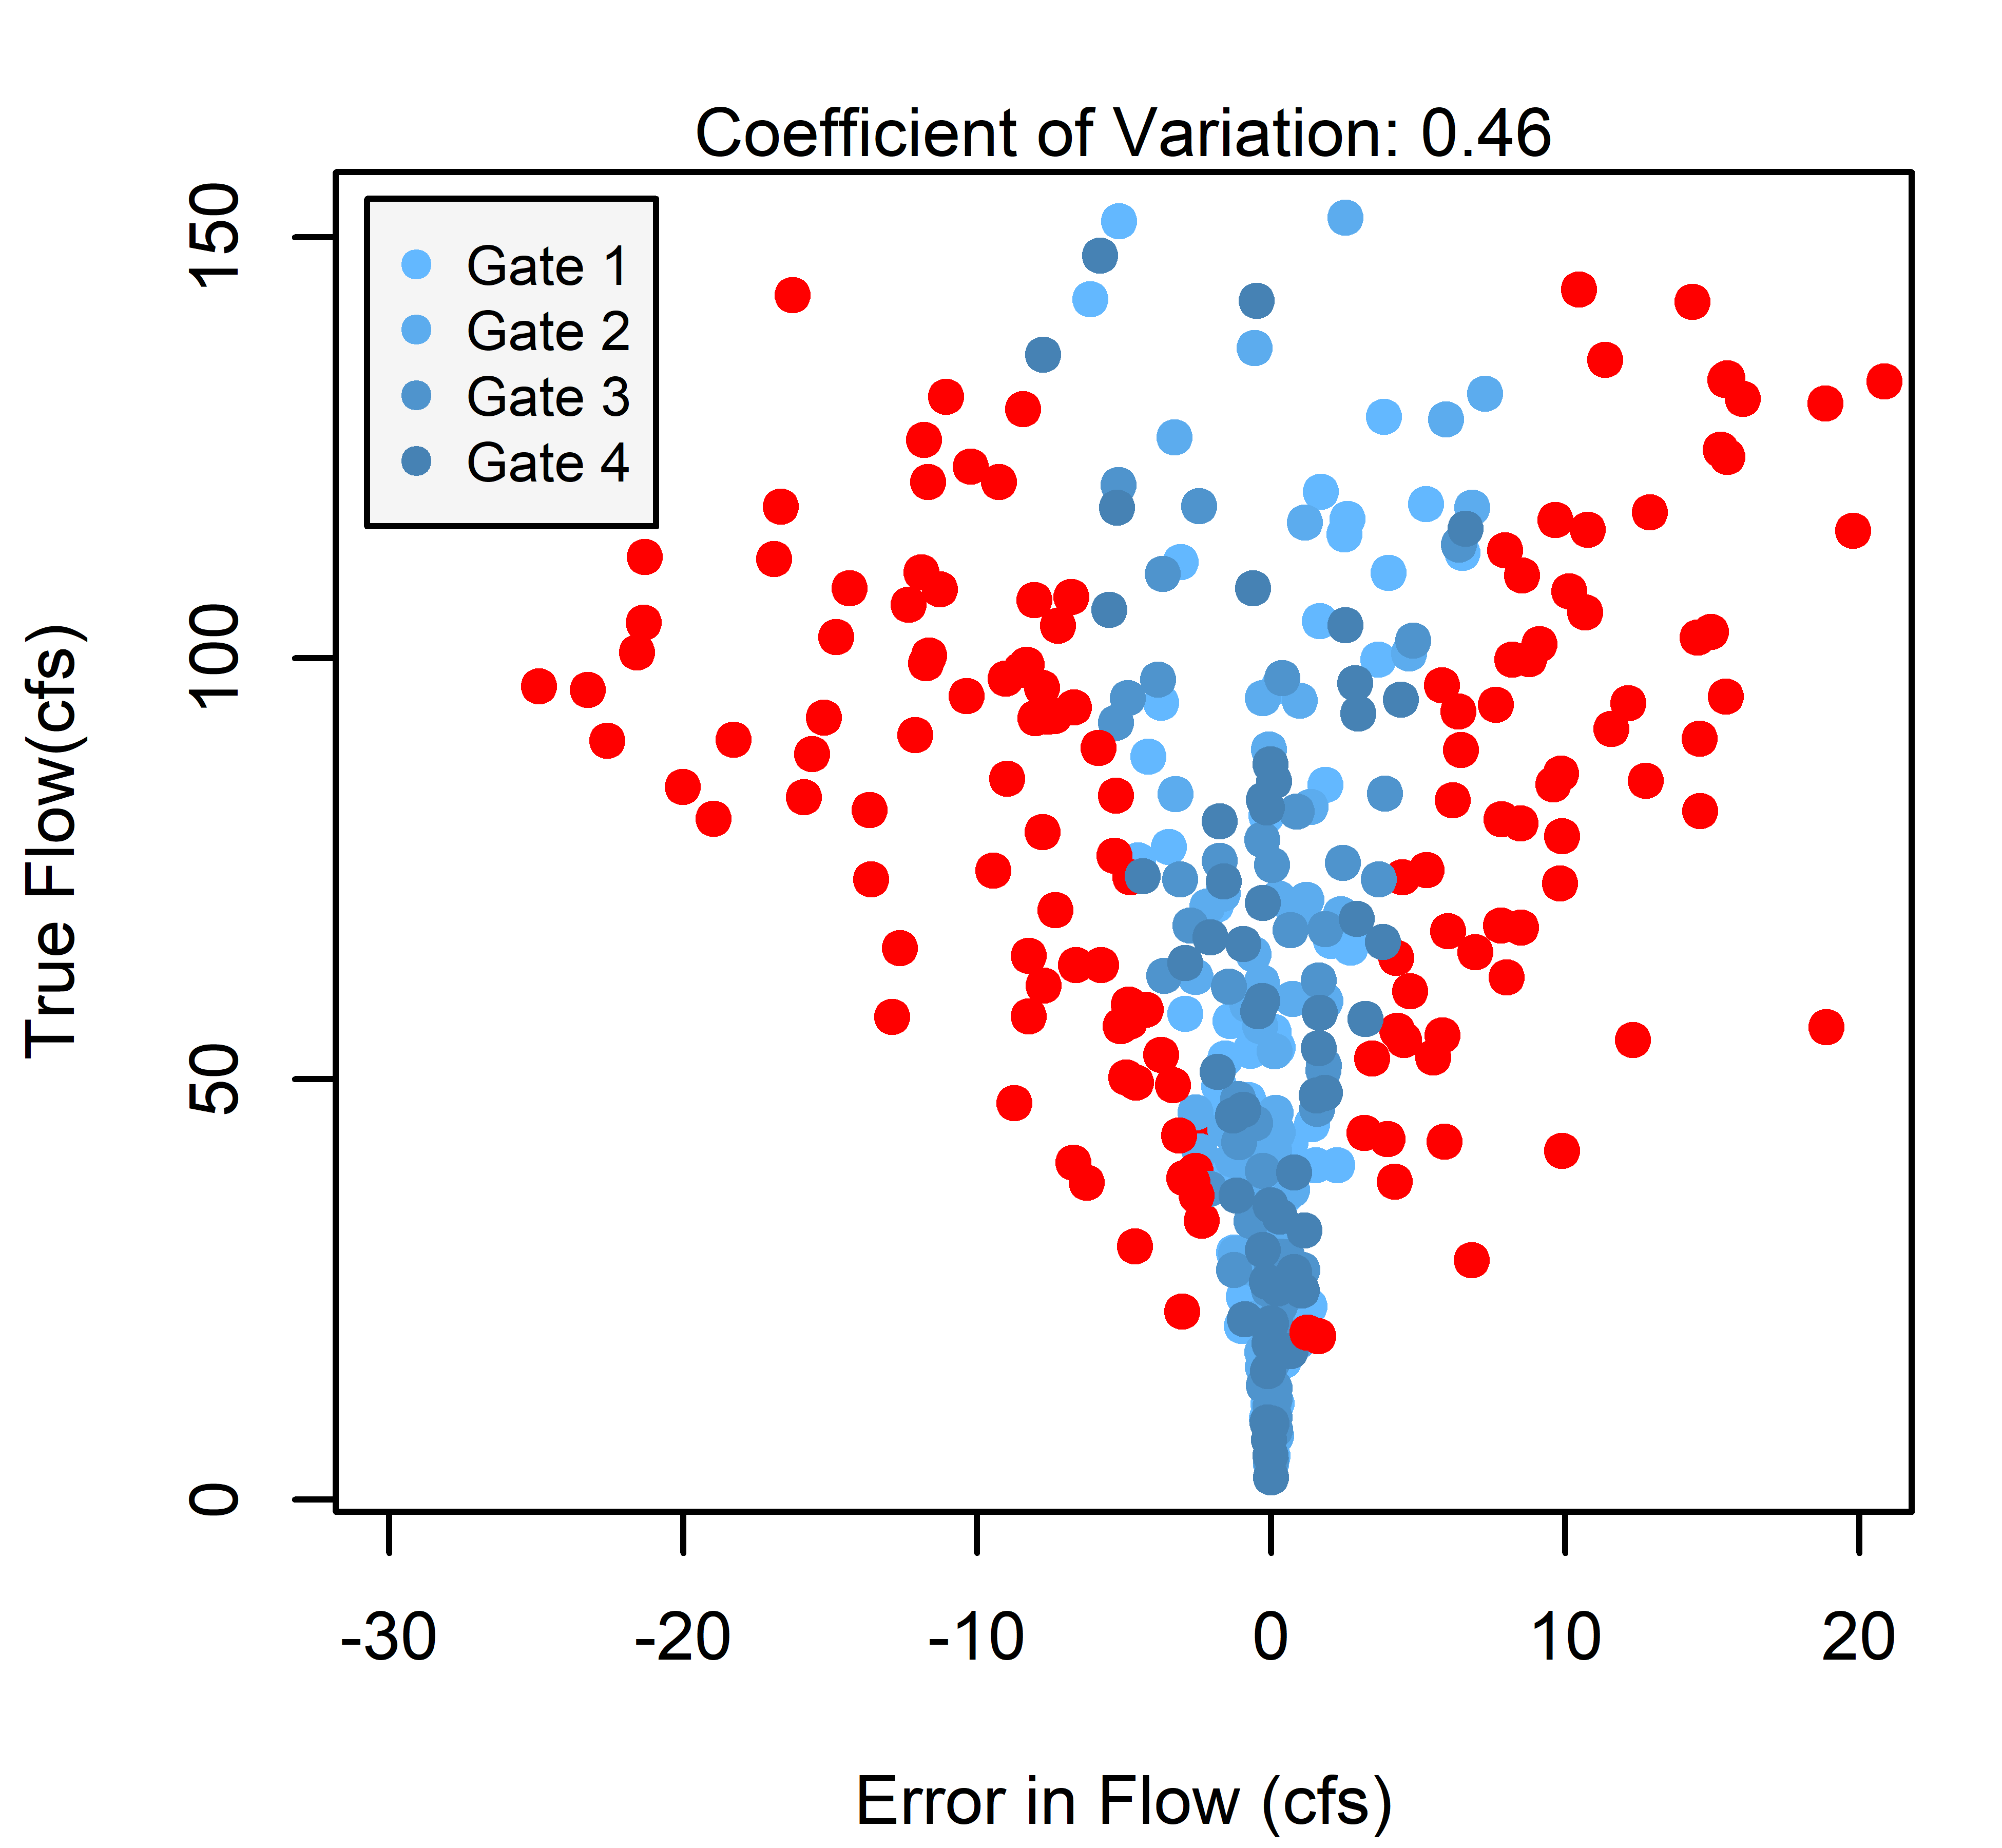 Coefficient of Variation: 0.46
Gate 1
Gate 2
Gate 3
Gate 4
True Flow(cfs)
150
100
50
0
-30 -20 -10 0 10 20
Error in Flow (cfs)